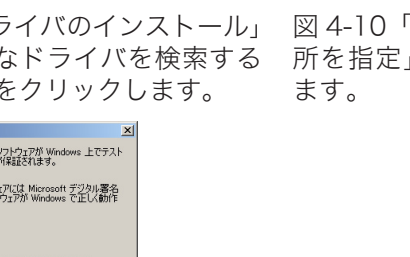 ライバのインストール」
なドライバを検索する
をクリックします。
図 4-10「
所を指定」
ます。
ソフトウェアが Windows 上でテスト
が保証されます。
ェアには Microsoft デジタル署名
ウェアが Windows で正しく動作